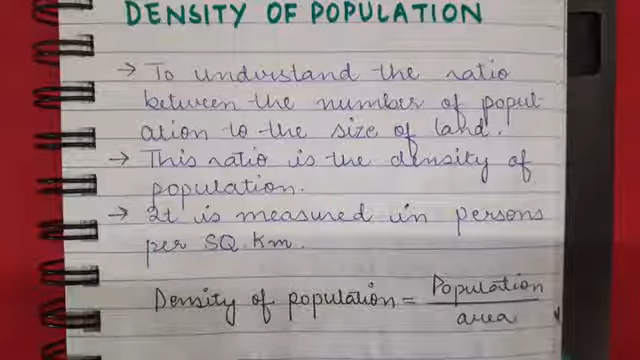 DENSITY OF POPULATION
→ To understand the ratio
between the number of popul-
ation to the size of land.
→ This ratio is the density of
population.
→ It is measured in persons
per SQ. Km.
Density of population = Population
area